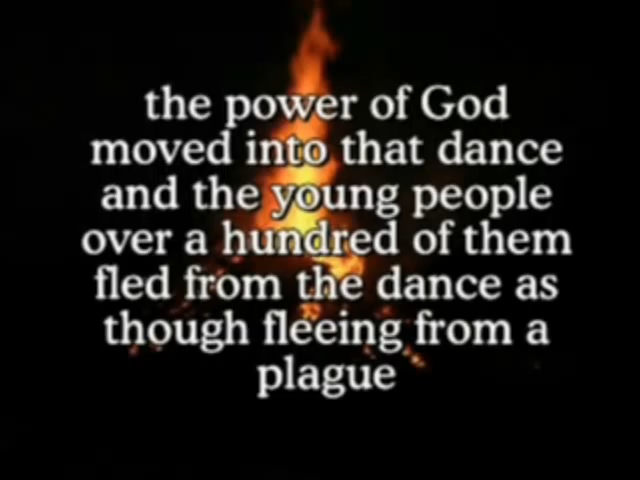 the power of God
moved into that dance
and the young people
over a hundred of them
fled from the dance as
though fleeing from a
plague